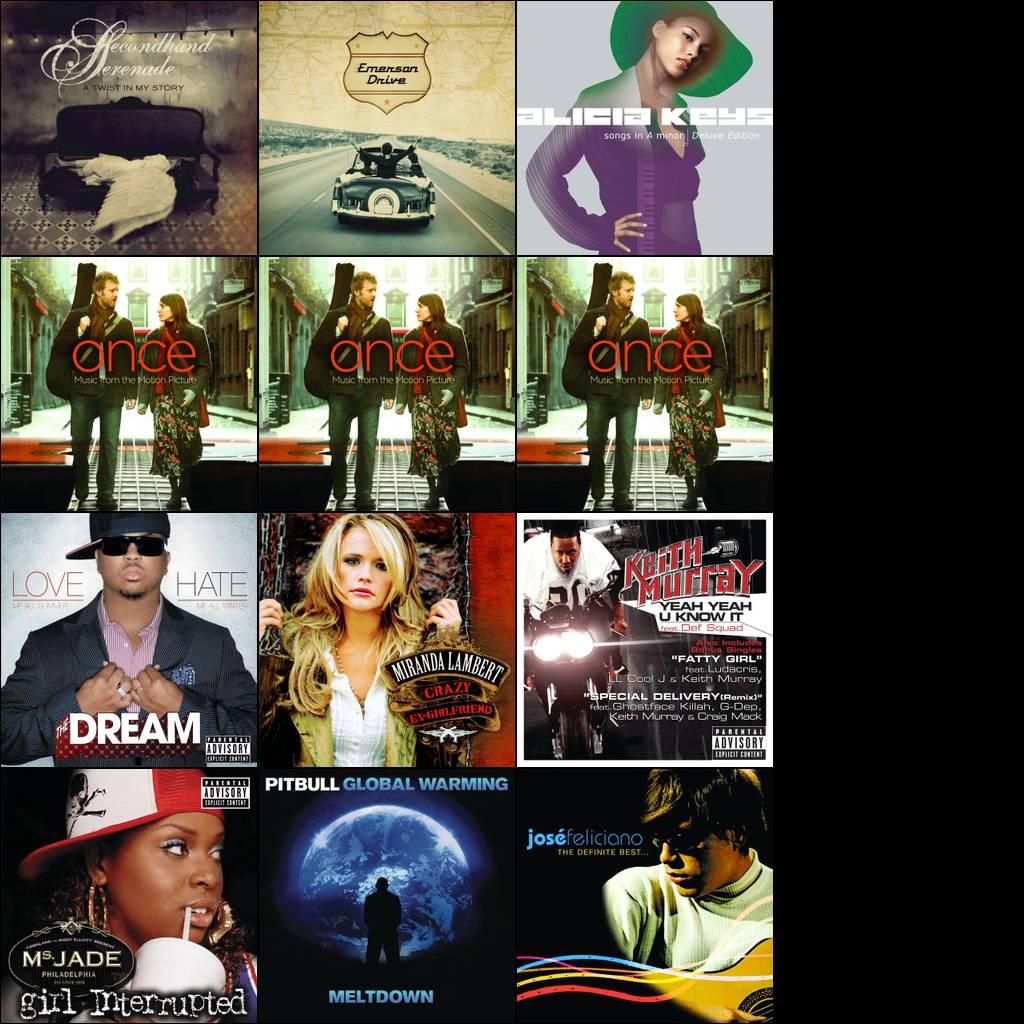 Secondhand
Serenade
A TWIST IN MY STORY
Emerson
Drive
alicia keys
songs in A minor | Deluxe Edition
once
Music from the Motion Picture
once
Music from the Motion Picture
once
Music from the Motion Picture
LOVE HATE
ME ALL SUMMER ME ALL WINTER
THE DREAM
PARENTAL
ADVISORY
EXPLICIT CONTENT
MIRANDA LAMBERT
CRAZY
EX-GIRLFRIEND
KEITH
MURRAY
YEAH YEAH
U KNOW IT
feat. Def Squad
Also Includes
Bonus Singles
"FATTY GIRL"
feat. Ludacris,
LL Cool J & Keith Murray
"SPECIAL DELIVERY (Remix)"
feat. Ghostface Killah, G-Dep,
Keith Murray & Craig Mack
PARENTAL
ADVISORY
EXPLICIT CONTENT
PARENTAL
ADVISORY
EXPLICIT CONTENT
TIMBALAND AND MISSY ELLIOTT PRESENT
Ms. JADE
PHILADELPHIA
girl Interrupted
PITBULL GLOBAL WARMING
MELTDOWN
joséfeliciano
THE DEFINITE BEST...